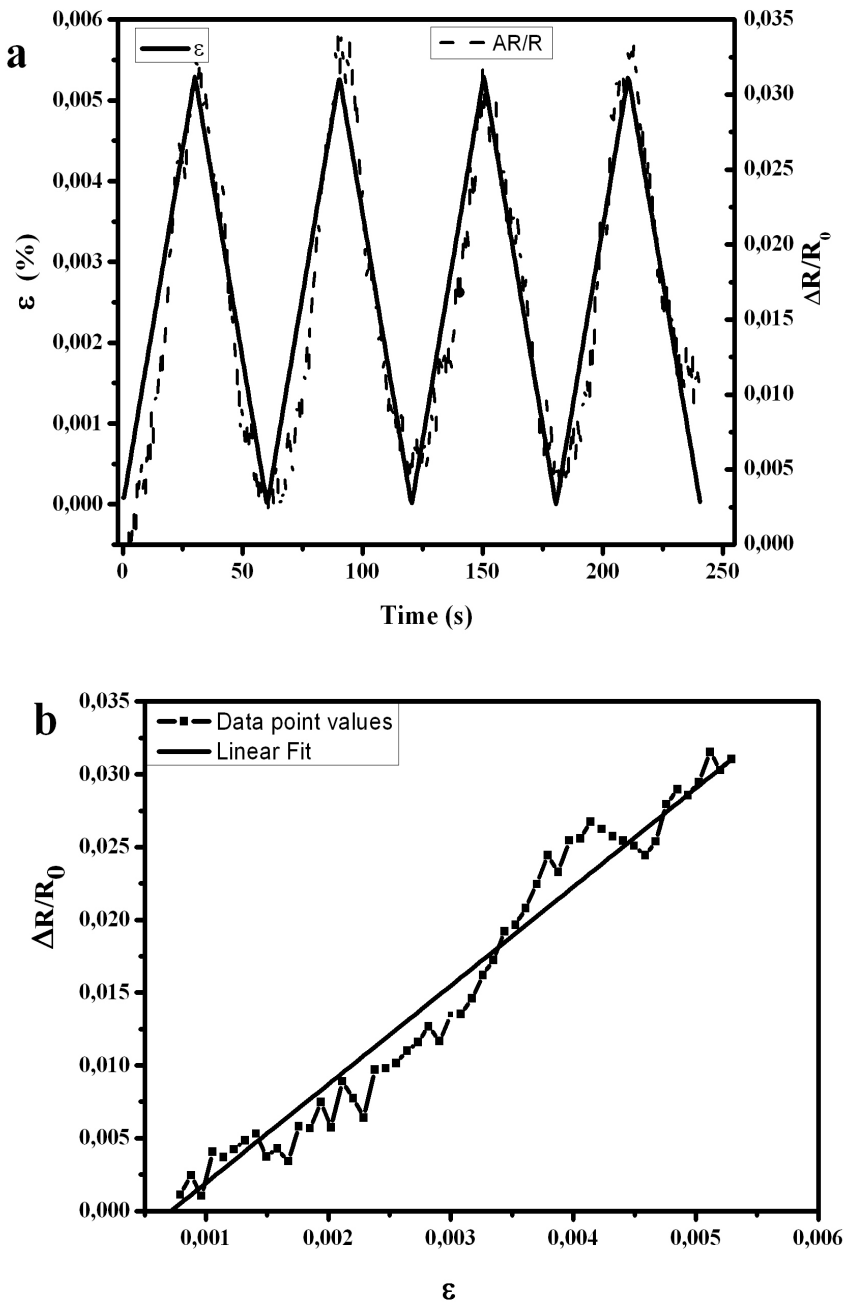 a
ε
AR/R
0,006
0,005
0,004
0,003
0,002
0,001
0,000
ε (%)
0,035
0,030
0,025
0,020
0,015
0,010
0,005
0,000
ΔR/R₀
0 50 100 150 200 250
Time (s)
b
Data point values
Linear Fit
0,035
0,030
0,025
0,020
0,015
0,010
0,005
0,000
ΔR/R₀
0,001 0,002 0,003 0,004 0,005 0,006
ε